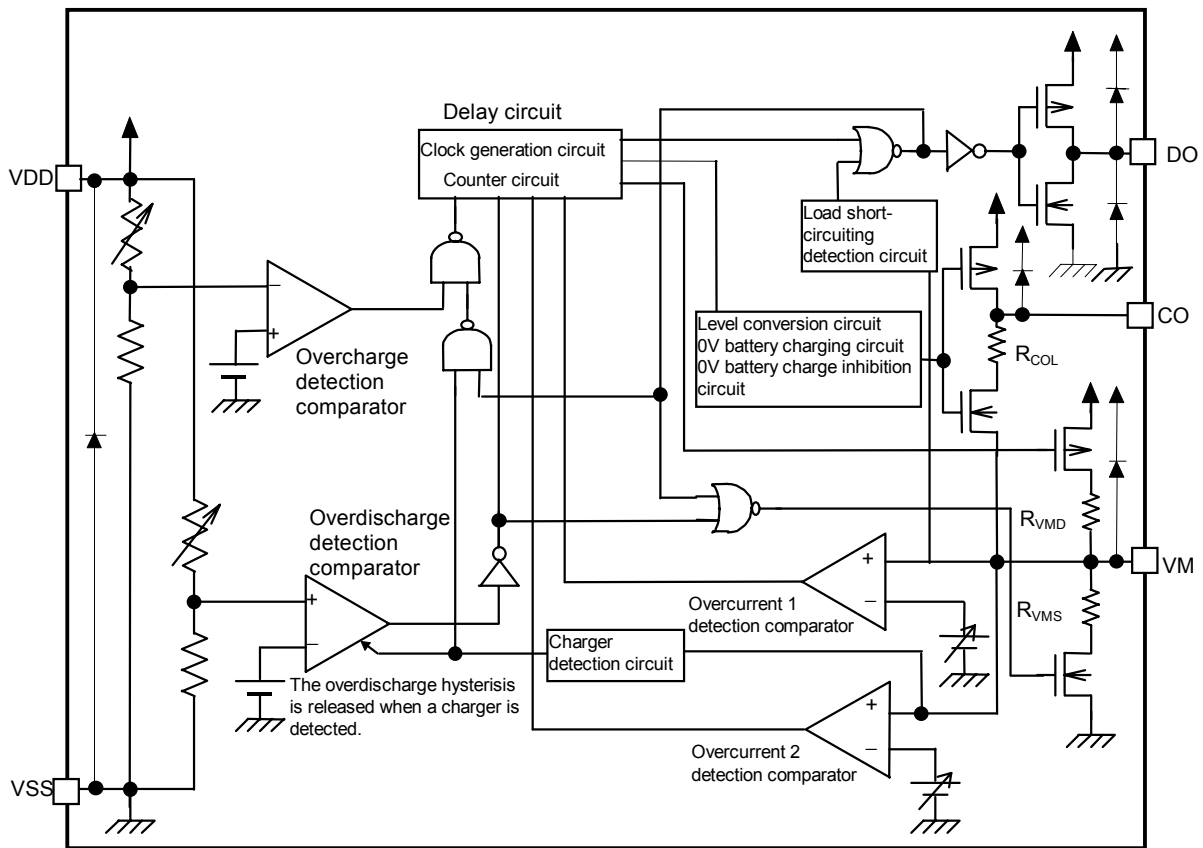 Delay circuit
Clock generation circuit
Counter circuit
VDD
DO
Load short-
circuiting
detection circuit
−
+
Overcharge
detection
comparator
Level conversion circuit
0V battery charging circuit
0V battery charge inhibition
circuit
CO
RCOL
Overdischarge
detection
comparator
RVMD
+
−
VM
+
−
Overcurrent 1
detection comparator
RVMS
Charger
detection circuit
The overdischarge hysterisis
is released when a charger is
detected.
+
−
Overcurrent 2
detection comparator
VSS